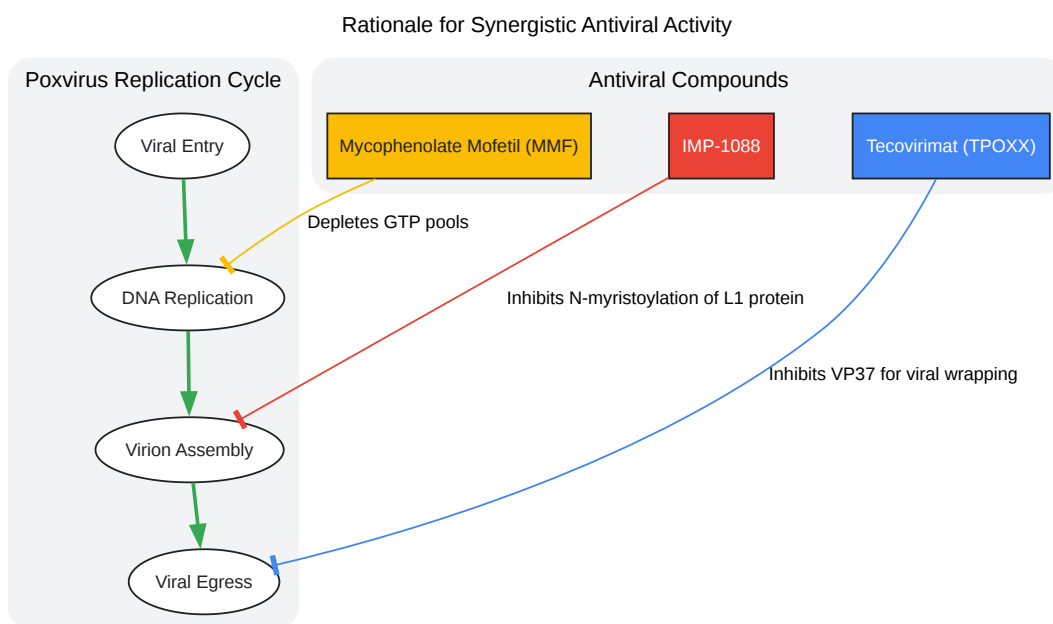 Rationale for Synergistic Antiviral Activity
Poxvirus Replication Cycle
Antiviral Compounds
Viral Entry
Mycophenolate Mofetil (MMF)
IMP-1088
Tecovirimat (TPOXX)
Depletes GTP pools
DNA Replication
Inhibits N-myristoylation of L1 protein
Inhibits VP37 for viral wrapping
Virion Assembly
Viral Egress